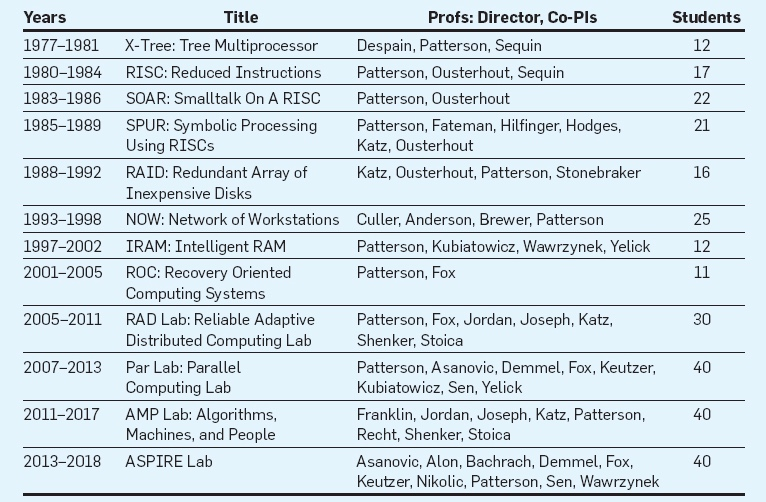 Years Title Profs: Director, Co-PIs Students
1977–1981 X-Tree: Tree Multiprocessor Despain, Patterson, Sequin 12
1980–1984 RISC: Reduced Instructions Patterson, Ousterhout, Sequin 17
1983–1986 SOAR: Smalltalk On A RISC Patterson, Ousterhout 22
1985–1989 SPUR: Symbolic Processing Patterson, Fateman, Hilfinger, Hodges, 21
Using RISCs Katz, Ousterhout
1988–1992 RAID: Redundant Array of Katz, Ousterhout, Patterson, Stonebraker 16
Inexpensive Disks
1993–1998 NOW: Network of Workstations Culler, Anderson, Brewer, Patterson 25
1997–2002 IRAM: Intelligent RAM Patterson, Kubiatowicz, Wawrzynek, Yelick 12
2001–2005 ROC: Recovery Oriented Patterson, Fox 11
Computing Systems
2005–2011 RAD Lab: Reliable Adaptive Patterson, Fox, Jordan, Joseph, Katz, 30
Distributed Computing Lab Shenker, Stoica
2007–2013 Par Lab: Parallel Patterson, Asanovic, Demmel, Fox, Keutzer, 40
Computing Lab Kubiatowicz, Sen, Yelick
2011–2017 AMP Lab: Algorithms, Franklin, Jordan, Joseph, Katz, Patterson, 40
Machines, and People Recht, Shenker, Stoica
2013–2018 ASPIRE Lab Asanovic, Alon, Bachrach, Demmel, Fox, 40
Keutzer, Nikolic, Patterson, Sen, Wawrzynek